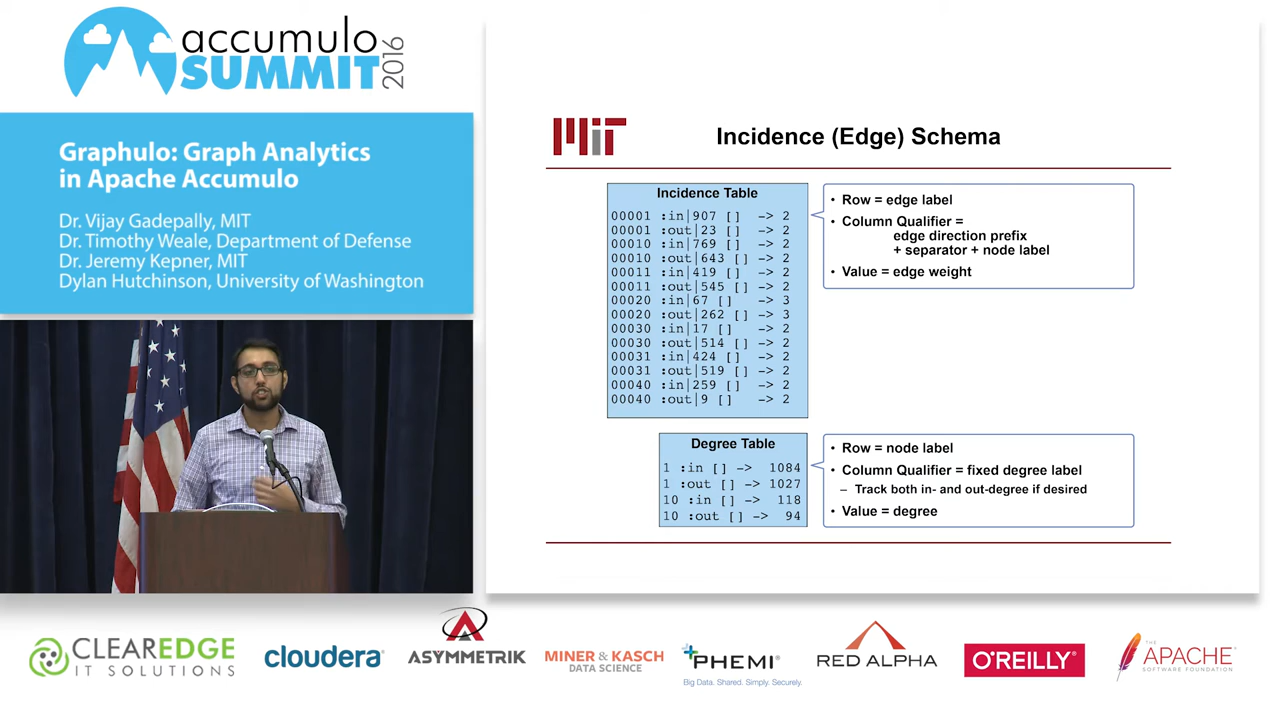 accumulo
SUMMIT
2016
Graphulo: Graph Analytics
in Apache Accumulo
Dr. Vijay Gadepally, MIT
Dr. Timothy Weale, Department of Defense
Dr. Jeremy Kepner, MIT
Dylan Hutchinson, University of Washington
MIT
Incidence (Edge) Schema
Incidence Table
00001 :in|907 [] -> 2
00001 :out|23 [] -> 2
00010 :in|769 [] -> 2
00010 :out|643 [] -> 2
00011 :in|419 [] -> 2
00011 :out|545 [] -> 2
00020 :in|67 [] -> 3
00020 :out|262 [] -> 3
00030 :in|17 [] -> 2
00030 :out|514 [] -> 2
00031 :in|424 [] -> 2
00031 :out|519 [] -> 2
00040 :in|259 [] -> 2
00040 :out|9 [] -> 2
• Row = edge label
• Column Qualifier =
edge direction prefix
+ separator + node label
• Value = edge weight
Degree Table
1 :in [] -> 1084
1 :out [] -> 1027
10 :in [] -> 118
10 :out [] -> 94
• Row = node label
• Column Qualifier = fixed degree label
– Track both in- and out-degree if desired
• Value = degree
CLEAREDGE
IT SOLUTIONS
cloudera
ASYMMETRIK
MINER & KASCH
DATA SCIENCE
PHEMI
Big Data. Shared. Simply. Securely.
RED ALPHA
O'REILLY
THE
APACHE
SOFTWARE FOUNDATION